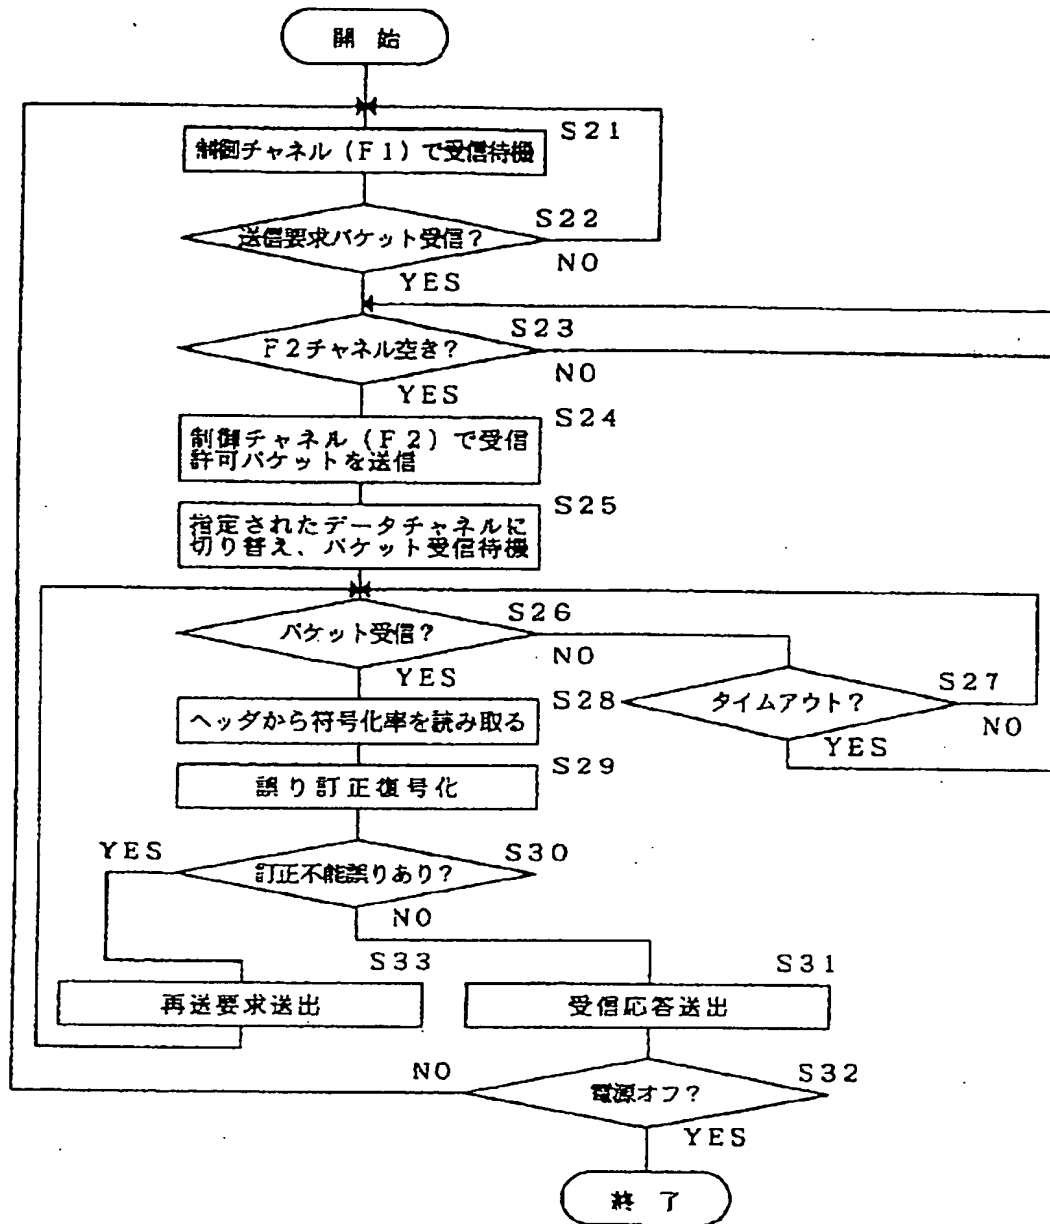 開始
S21
制御チャネル(F1)で受信待機
S22
送信要求パケット受信?
NO
YES
S23
F2チャネル空き?
NO
YES
S24
制御チャネル(F2)で受信
許可パケットを送信
S25
指定されたデータチャネルに
切り替え、パケット受信待機
S26
パケット受信?
NO
YES
S27
タイムアウト?
NO
YES
S28
ヘッダから符号化率を読み取る
S29
誤り訂正復号化
YES
S30
訂正不能誤りあり?
NO
S33
再送要求送出
S31
受信応答送出
NO
S32
電源オフ?
YES
終了